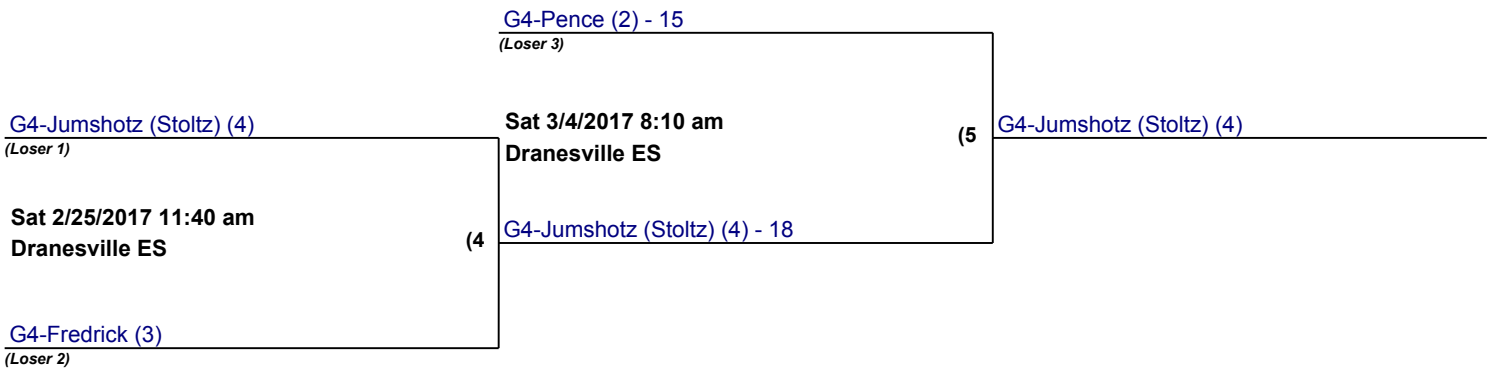 G4-Pence (2) - 15
(Loser 3)
G4-Jumshotz (Stoltz) (4)
(Loser 1)
Sat 3/4/2017 8:10 am
Dranesville ES
(5
G4-Jumshotz (Stoltz) (4)
Sat 2/25/2017 11:40 am
Dranesville ES
(4
G4-Jumshotz (Stoltz) (4) - 18
G4-Fredrick (3)
(Loser 2)